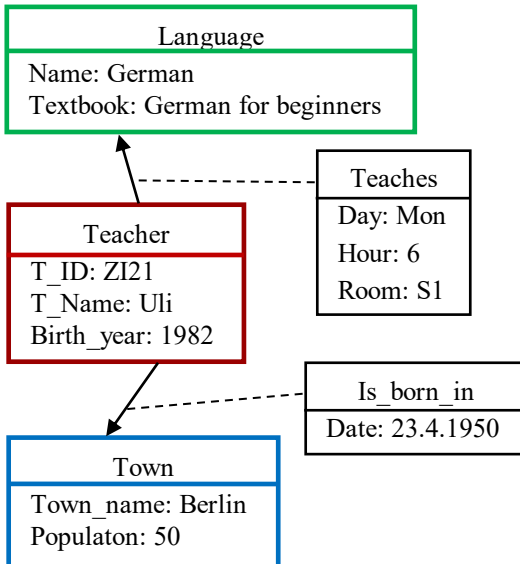 Language
Name: German
Textbook: German for beginners
Teaches
Day: Mon
Hour: 6
Room: S1
Teacher
T_ID: ZI21
T_Name: Uli
Birth_year: 1982
Is_born_in
Date: 23.4.1950
Town
Town_name: Berlin
Populaton: 50